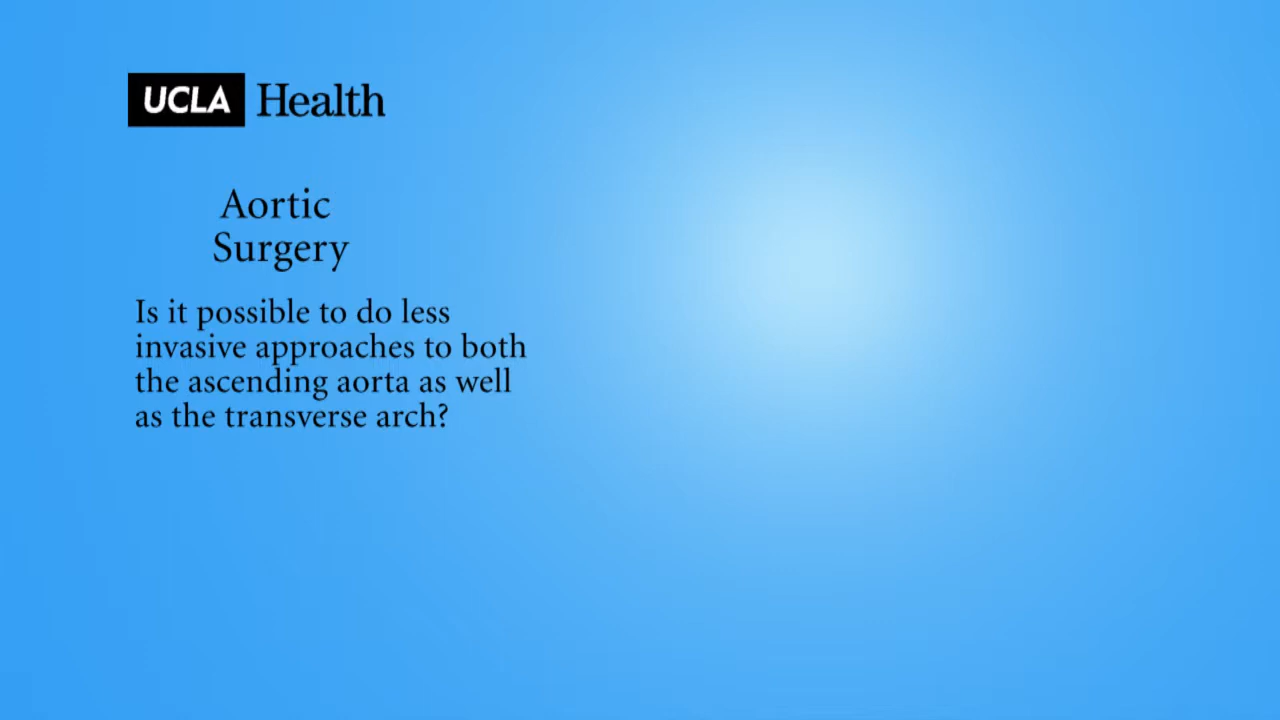 UCLA Health
Aortic
Surgery
Is it possible to do less
invasive approaches to both
the ascending aorta as well
as the transverse arch?